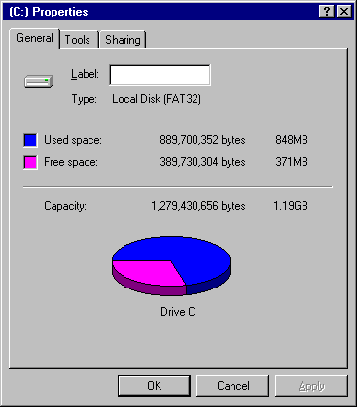 (C:) Properties
General Tools Sharing
Label:
Type: Local Disk (FAT32)
Used space: 889,700,352 bytes 848MB
Free space: 389,730,304 bytes 371MB
Capacity: 1,279,430,656 bytes 1.19GB
Drive C
OK Cancel Apply